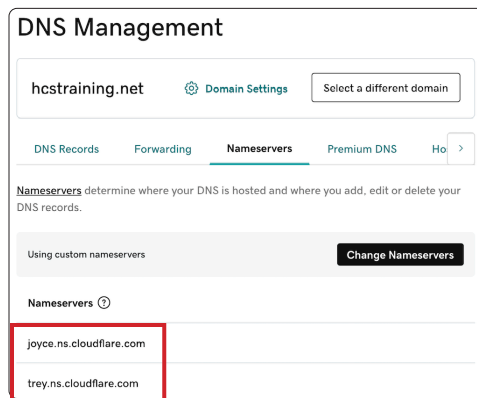 DNS Management
hcstraining.net Domain Settings Select a different domain
DNS Records Forwarding Nameservers Premium DNS Ho >
Nameservers determine where your DNS is hosted and where you add, edit or delete your
DNS records.
Using custom nameservers Change Nameservers
Nameservers ?
joyce.ns.cloudflare.com
trey.ns.cloudflare.com